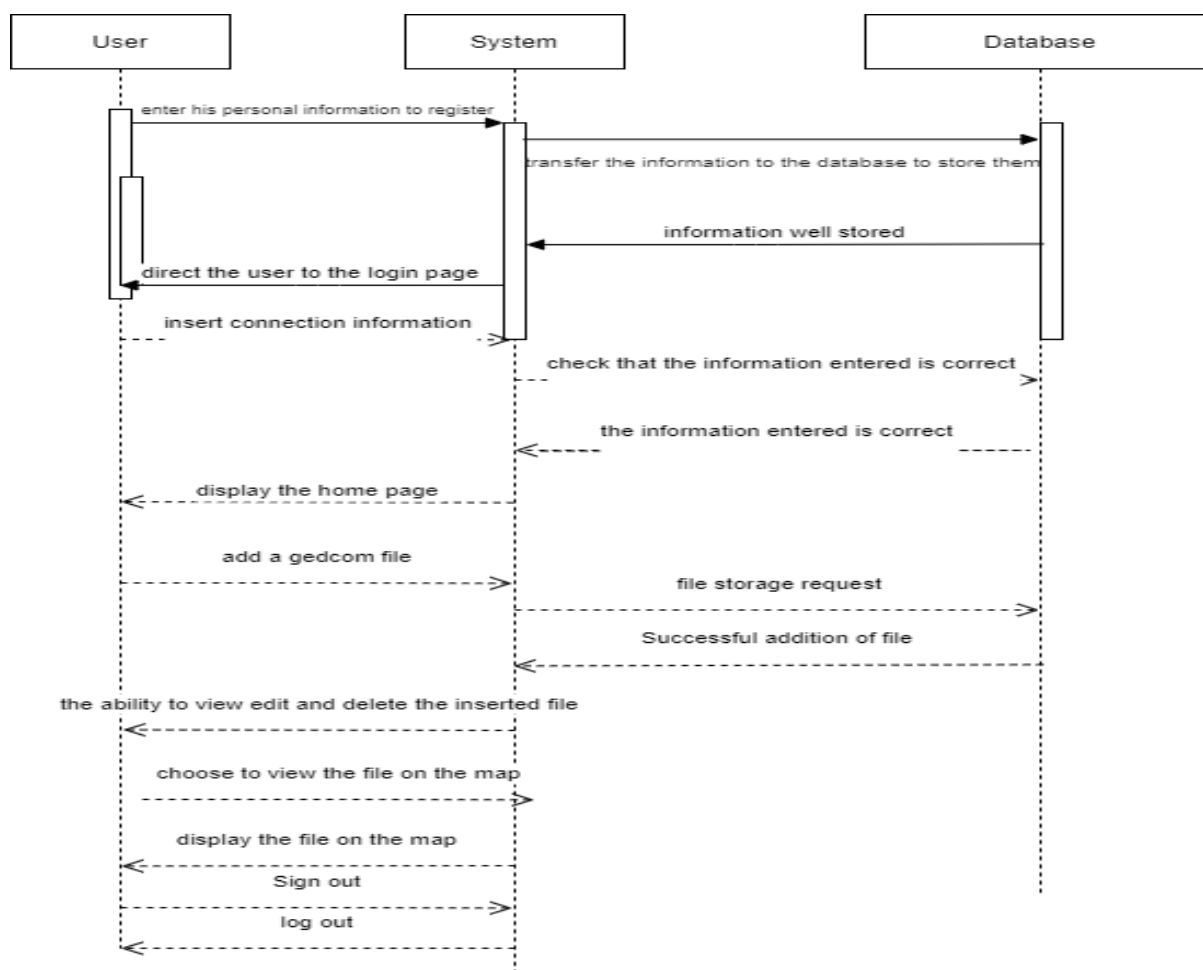 User
System
Database
enter his personal information to register
transfer the information to the database to store them
information well stored
direct the user to the login page
insert connection information
check that the information entered is correct
the information entered is correct
display the home page
add a gedcom file
file storage request
Successful addition of file
the ability to view edit and delete the inserted file
choose to view the file on the map
display the file on the map
Sign out
log out